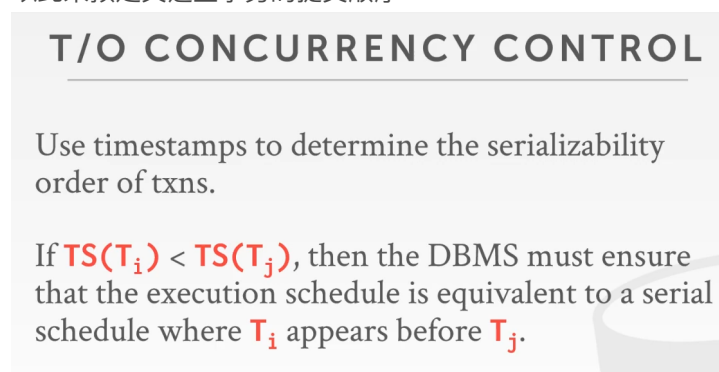 T/O CONCURRENCY CONTROL
Use timestamps to determine the serializability
order of txns.
If TS(Ti) < TS(Tj), then the DBMS must ensure
that the execution schedule is equivalent to a serial
schedule where Ti appears before Tj.